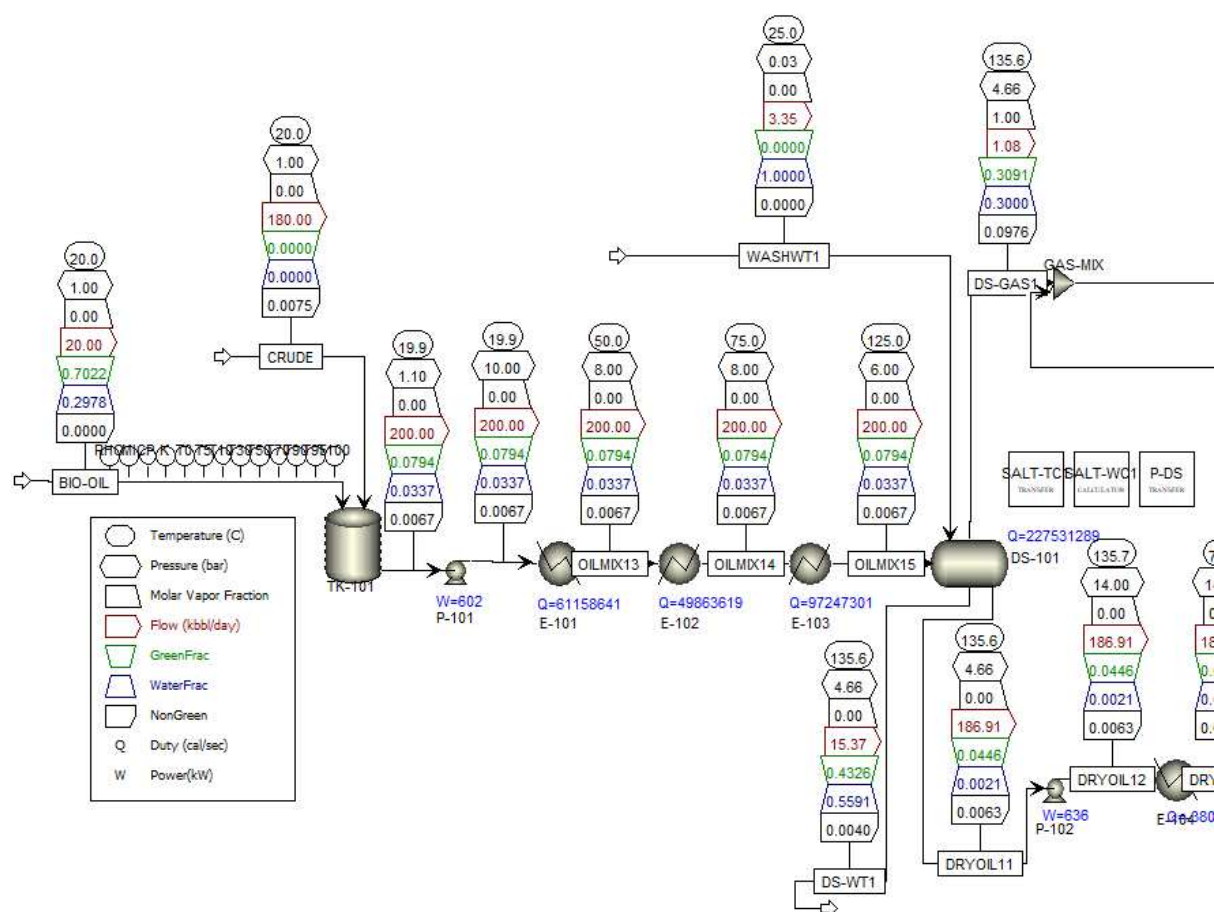 25.0
0.03
0.00
3.35
0.0000
1.0000
0.0000
WASHWT1
135.6
4.66
1.00
1.08
0.3091
0.3000
0.0976
DS-GAS1
GAS-MIX
20.0
1.00
0.00
180.00
0.0000
0.0000
0.0075
CRUDE
20.0
1.00
0.00
20.00
0.7022
0.2978
0.0000
BIO-OIL
19.9
1.10
0.00
200.00
0.0794
0.0337
0.0067
19.9
10.00
0.00
200.00
0.0794
0.0337
0.0067
50.0
8.00
0.00
200.00
0.0794
0.0337
0.0067
OILMIX13
75.0
8.00
0.00
200.00
0.0794
0.0337
0.0067
OILMIX14
125.0
6.00
0.00
200.00
0.0794
0.0337
0.0067
OILMIX15
SALT-TC1
TRANSFER
SALT-WC1
CALCULATOR
P-DS
TRANSFER
Temperature (C)
Pressure (bar)
Molar Vapor Fraction
Flow (kbbl/day)
GreenFrac
WaterFrac
NonGreen
Q Duty (cal/sec)
W Power(kW)
TK-101
W=602
P-101
Q=61158641
E-101
Q=49863619
E-102
Q=97247301
E-103
Q=227531289
DS-101
135.6
4.66
0.00
15.37
0.4326
0.5591
0.0040
DS-WT1
135.6
4.66
0.00
186.91
0.0446
0.0021
0.0063
DRYOIL11
135.7
14.00
0.00
186.91
0.0446
0.0021
0.0063
DRYOIL12
W=636
P-102
E-104